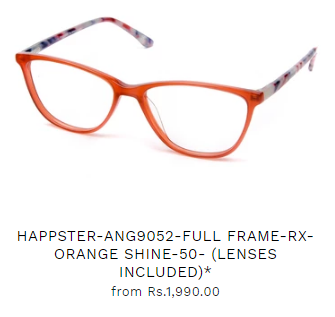 HAPPSTER-ANG9052-FULL FRAME-RX-
ORANGE SHINE-50- (LENSES
INCLUDED)*
from Rs.1,990.00